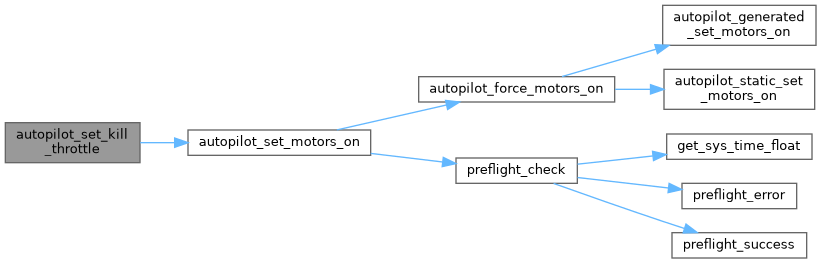 autopilot_set_kill
_throttle
autopilot_set_motors_on
autopilot_force_motors_on
autopilot_generated
_set_motors_on
autopilot_static_set
_motors_on
preflight_check
get_sys_time_float
preflight_error
preflight_success